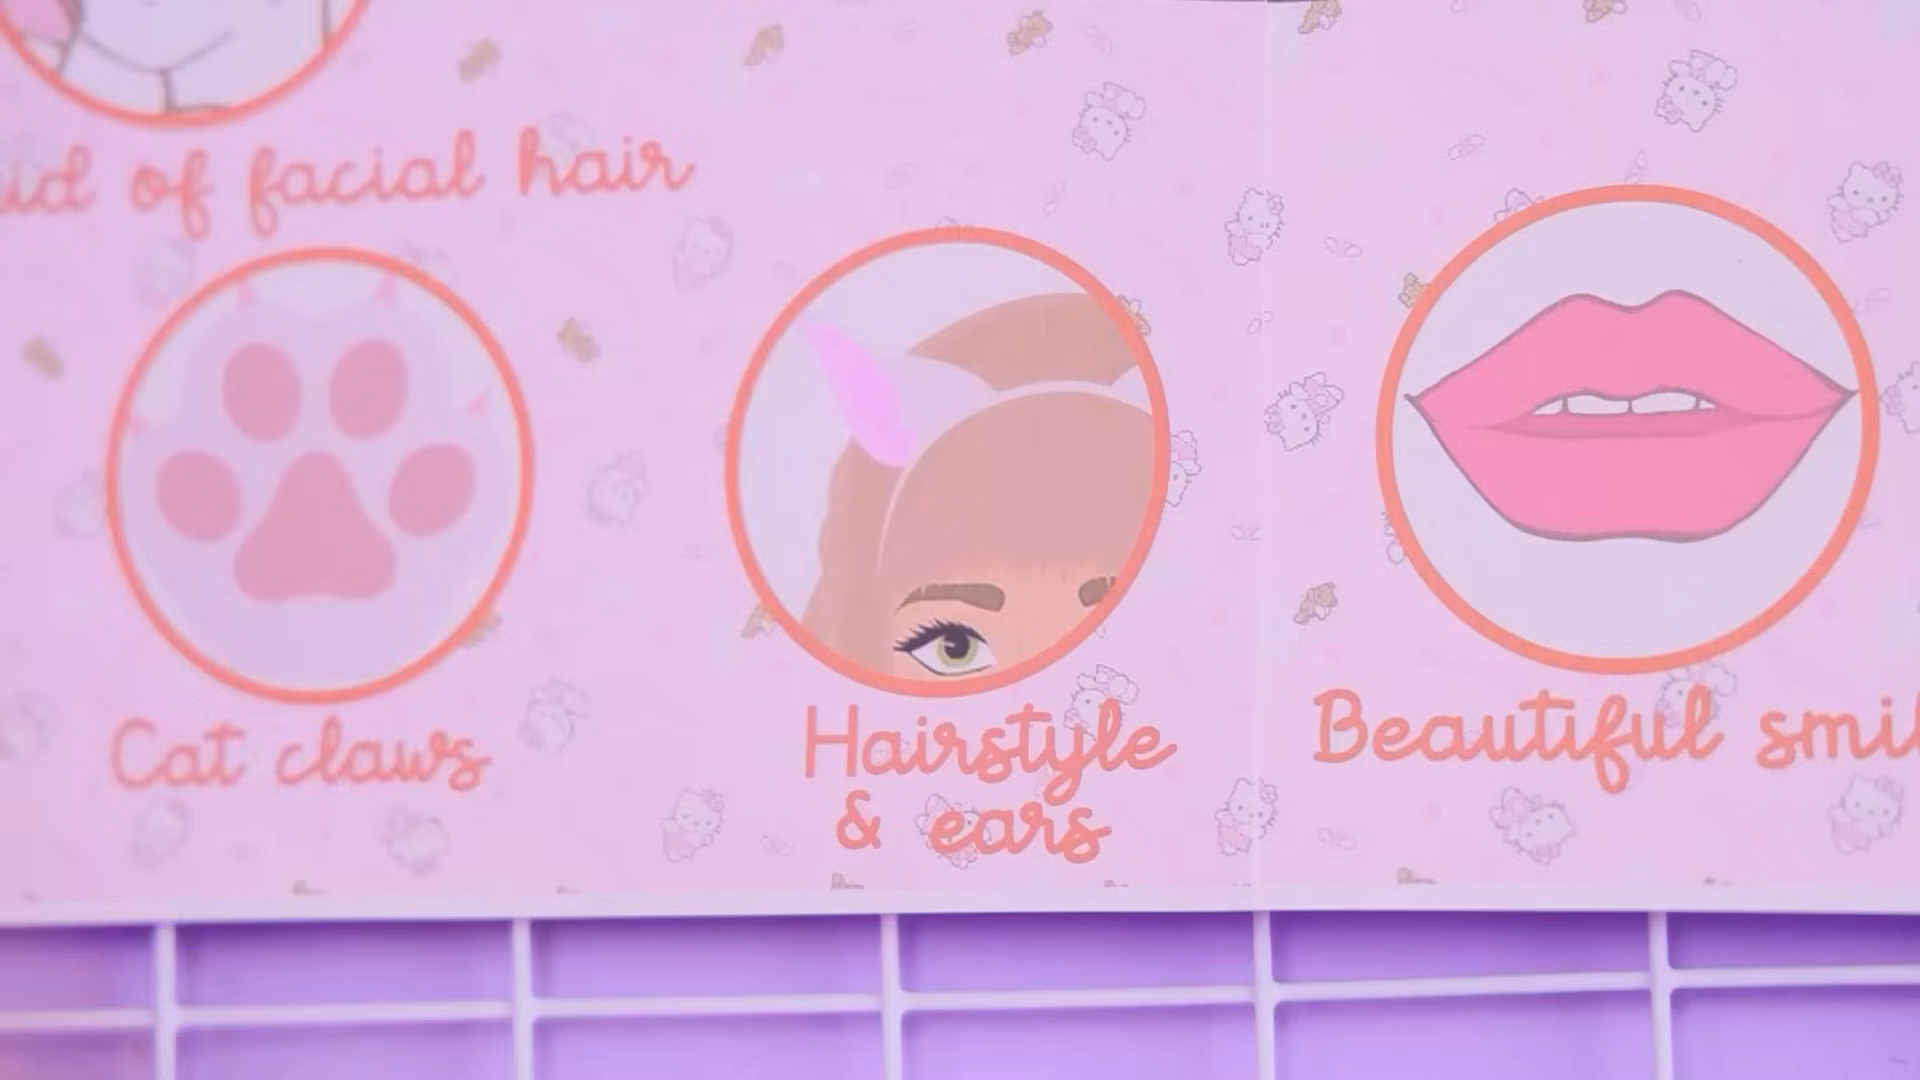 of facial hair
Cat claws
Hairstyle
& ears
Beautiful